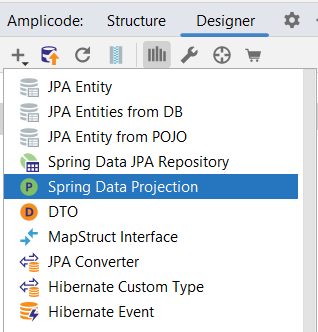 Amplicode: Structure Designer
JPA Entity
JPA Entities from DB
JPA Entity from POJO
Spring Data JPA Repository
P Spring Data Projection
D DTO
MapStruct Interface
JPA Converter
Hibernate Custom Type
Hibernate Event